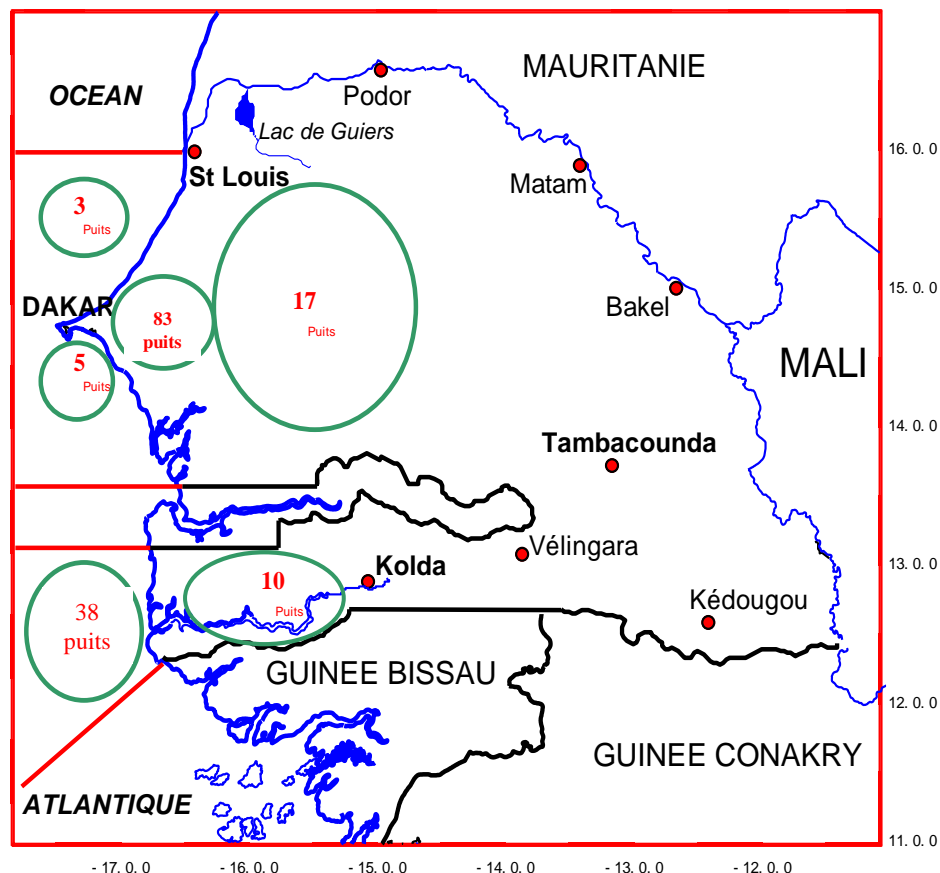 OCEAN
MAURITANIE
Podor
Lac de Guiers
16. 0. 0
St Louis
Matam
3
Puits
15. 0. 0
DAKAR
17
Puits
Bakel
83
puits
5
Puits
MALI
14. 0. 0
Tambacounda
Vélingara
13. 0. 0
Kolda
10
Puits
38
puits
Kédougou
GUINEE BISSAU
12. 0. 0
GUINEE CONAKRY
ATLANTIQUE
11. 0. 0
- 17. 0. 0
- 16. 0. 0
- 15. 0. 0
- 14. 0. 0
- 13. 0. 0
- 12. 0. 0